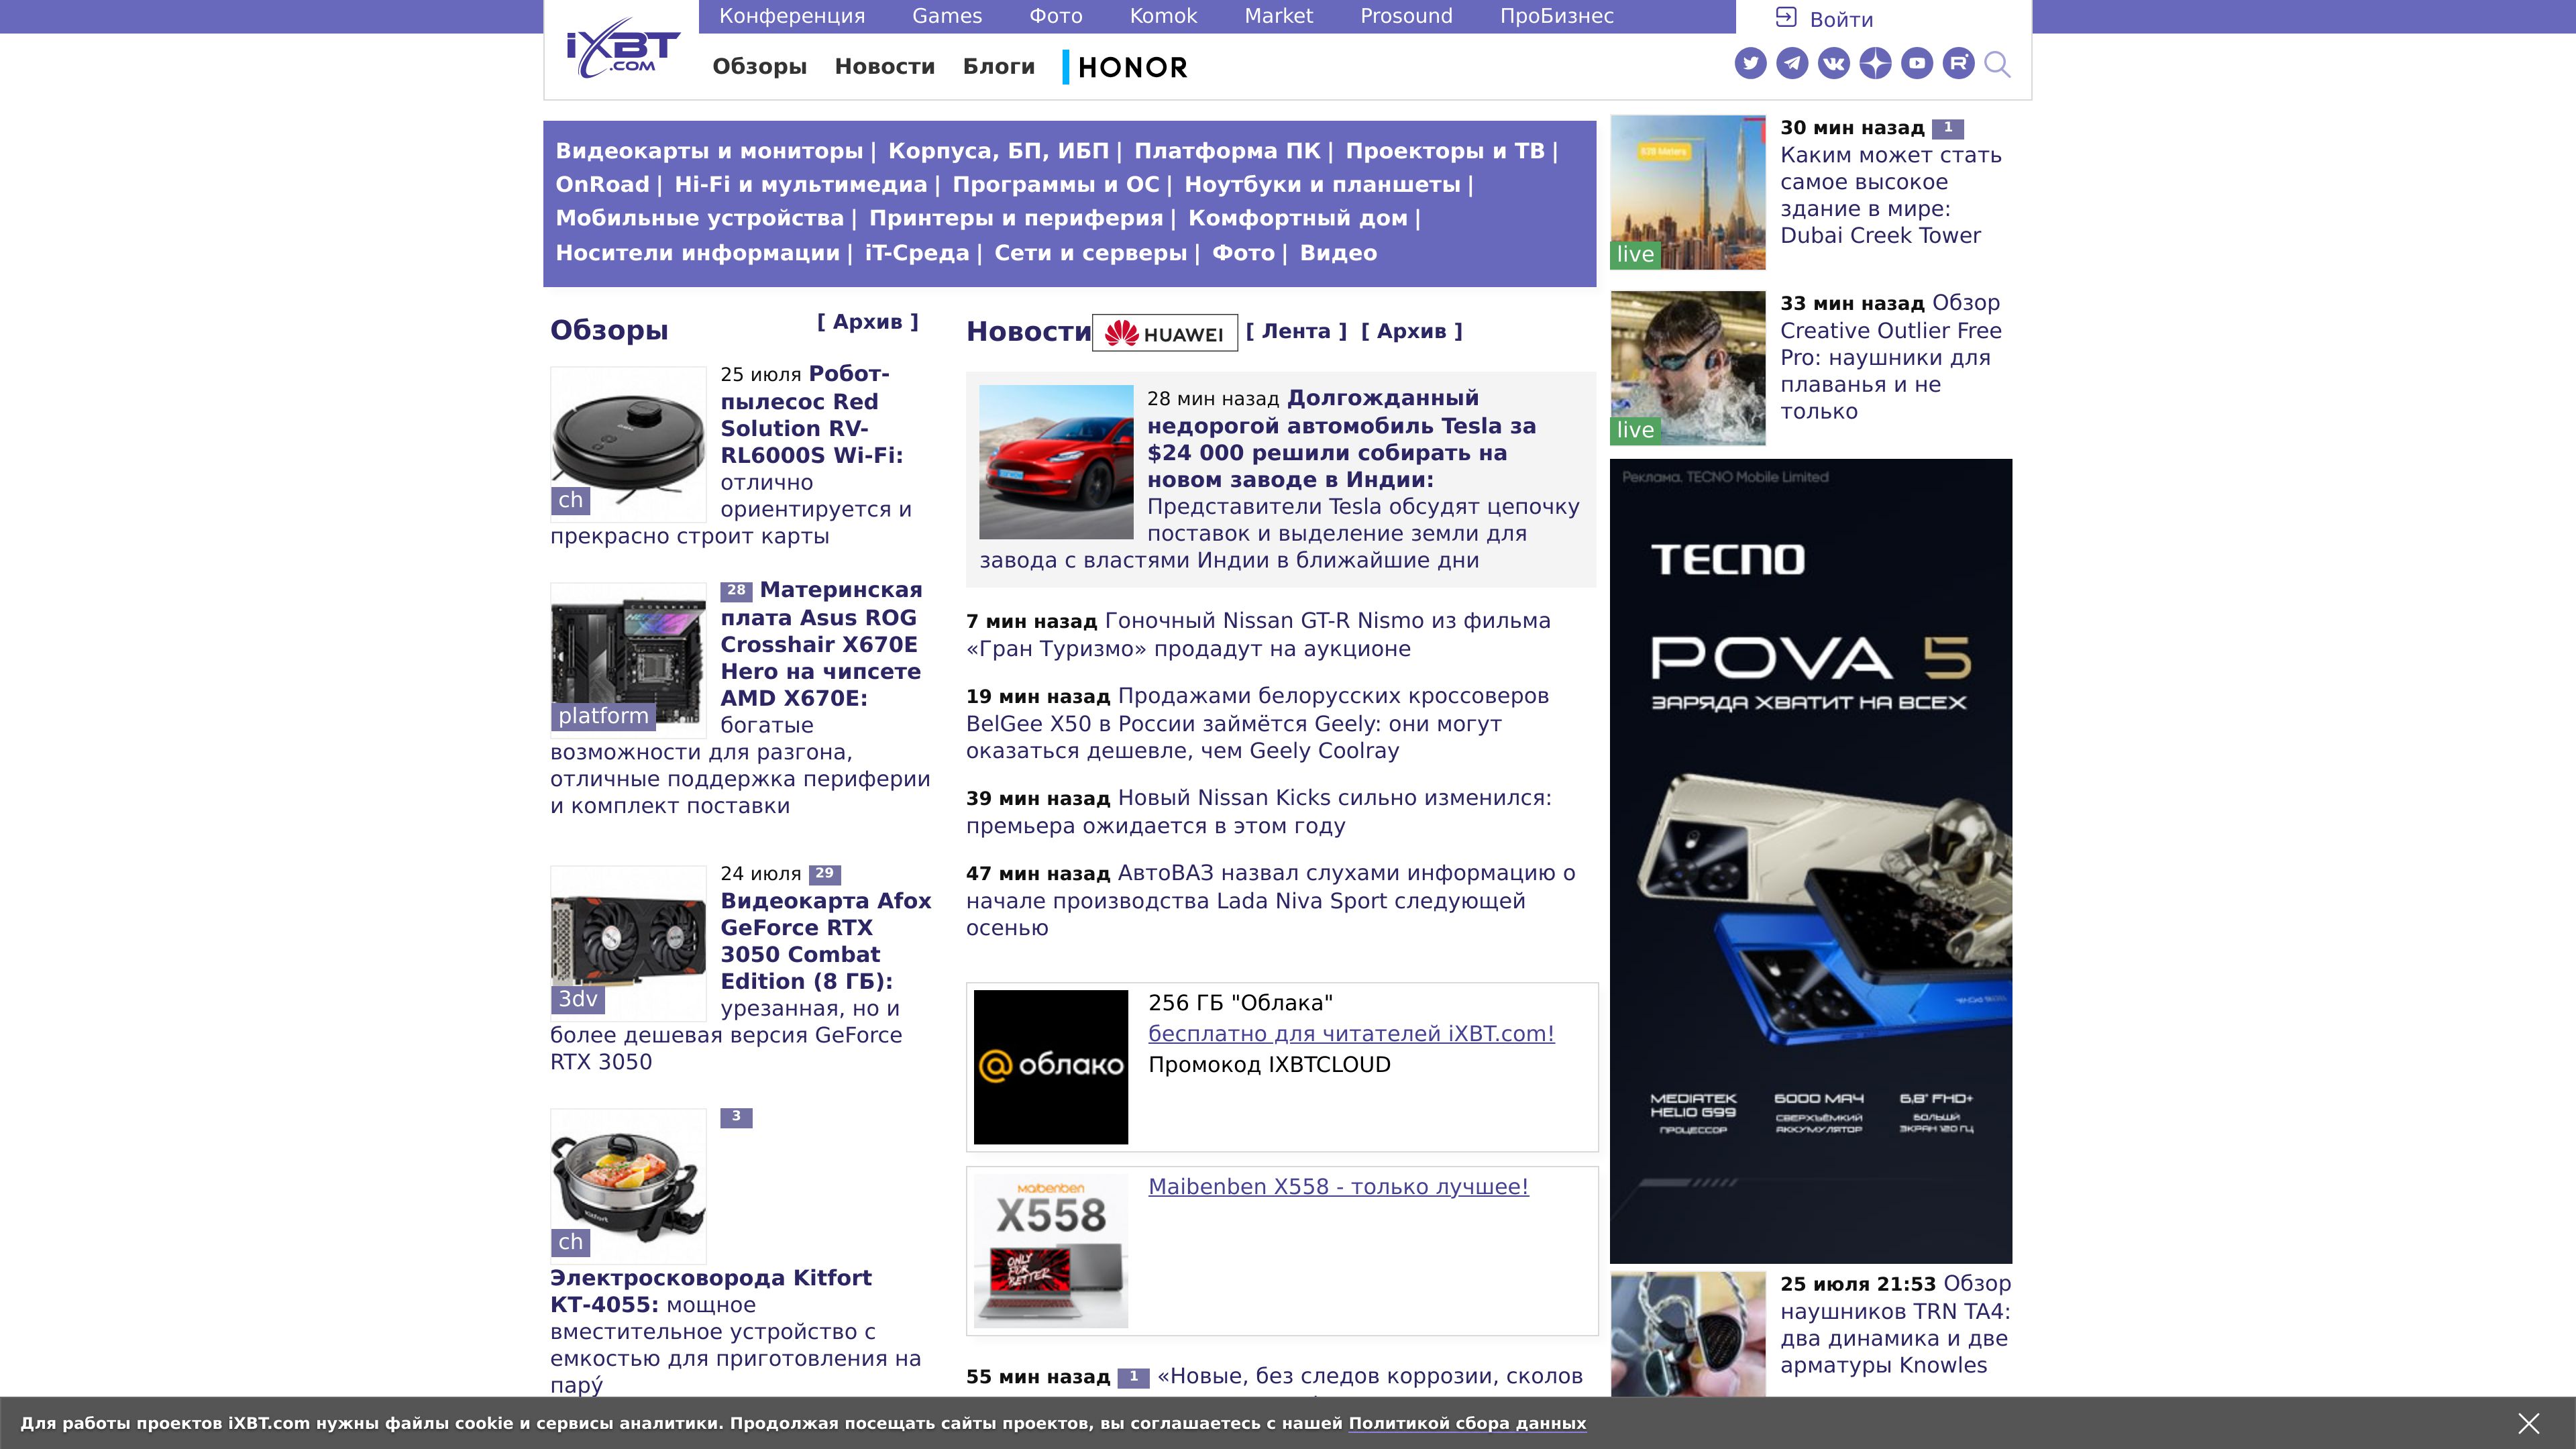 Конференция Games Фото Komok Market Prosound ПроБизнес
Войти
iXBT
.COM
Обзоры Новости Блоги HONOR
Видеокарты и мониторы | Корпуса, БП, ИБП | Платформа ПК | Проекторы и ТВ |
OnRoad | Hi-Fi и мультимедиа | Программы и ОС | Ноутбуки и планшеты |
Мобильные устройства | Принтеры и периферия | Комфортный дом |
Носители информации | iT-Среда | Сети и серверы | Фото | Видео
Обзоры [ Архив ]
25 июля Робот-
пылесос Red
Solution RV-
RL6000S Wi-Fi:
отлично
ориентируется и
прекрасно строит карты
ch
28 Материнская
плата Asus ROG
Crosshair X670E
Hero на чипсете
AMD X670E:
богатые
возможности для разгона,
отличные поддержка периферии
и комплект поставки
platform
24 июля 29
Видеокарта Afox
GeForce RTX
3050 Combat
Edition (8 ГБ):
урезанная, но и
более дешевая версия GeForce
RTX 3050
3dv
3
ch
Электросковорода Kitfort
КТ-4055: мощное
вместительное устройство с
емкостью для приготовления на
пару́
Новости HUAWEI [ Лента ] [ Архив ]
28 мин назад Долгожданный
недорогой автомобиль Tesla за
$24 000 решили собирать на
новом заводе в Индии:
Представители Tesla обсудят цепочку
поставок и выделение земли для
завода с властями Индии в ближайшие дни
7 мин назад Гоночный Nissan GT-R Nismo из фильма
«Гран Туризмо» продадут на аукционе
19 мин назад Продажами белорусских кроссоверов
BelGee X50 в России займётся Geely: они могут
оказаться дешевле, чем Geely Coolray
39 мин назад Новый Nissan Kicks сильно изменился:
премьера ожидается в этом году
47 мин назад АвтоВАЗ назвал слухами информацию о
начале производства Lada Niva Sport следующей
осенью
@ облако
256 ГБ "Облака"
бесплатно для читателей iXBT.com!
Промокод IXBTCLOUD
Maibenben
X558
ONLY
FOR
BETTER
Maibenben X558 - только лучшее!
55 мин назад 1 «Новые, без следов коррозии, сколов
30 мин назад 1
Каким может стать
самое высокое
здание в мире:
Dubai Creek Tower
live
33 мин назад Обзор
Creative Outlier Free
Pro: наушники для
плаванья и не
только
live
Реклама. TECNO Mobile Limited
TECNO
POVA 5
ЗАРЯДА ХВАТИТ НА ВСЕХ
MEDIATEK
HELIO G99
ПРОЦЕССОР
6000 МАЧ
СВЕРХЪЁМКИЙ
АККУМУЛЯТОР
6,8" FHD+
БОЛЬШИЙ
ЭКРАН 120 ГЦ
25 июля 21:53 Обзор
наушников TRN TA4:
два динамика и две
арматуры Knowles
Для работы проектов iXBT.com нужны файлы cookie и сервисы аналитики. Продолжая посещать сайты проектов, вы соглашаетесь с нашей Политикой сбора данных